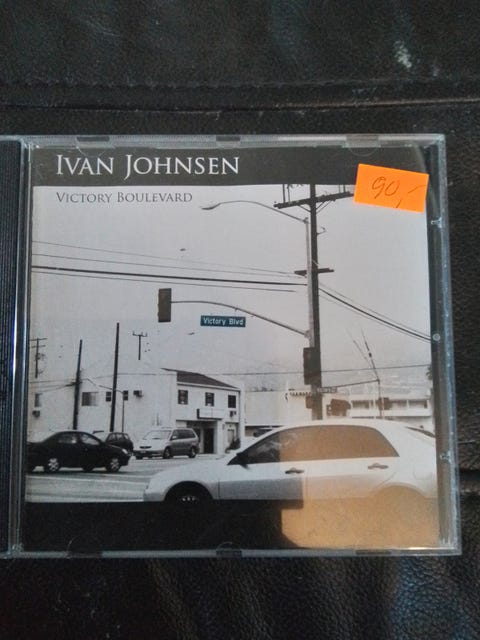 IVAN JOHNSEN
VICTORY BOULEVARD
90,-
Victory Blvd